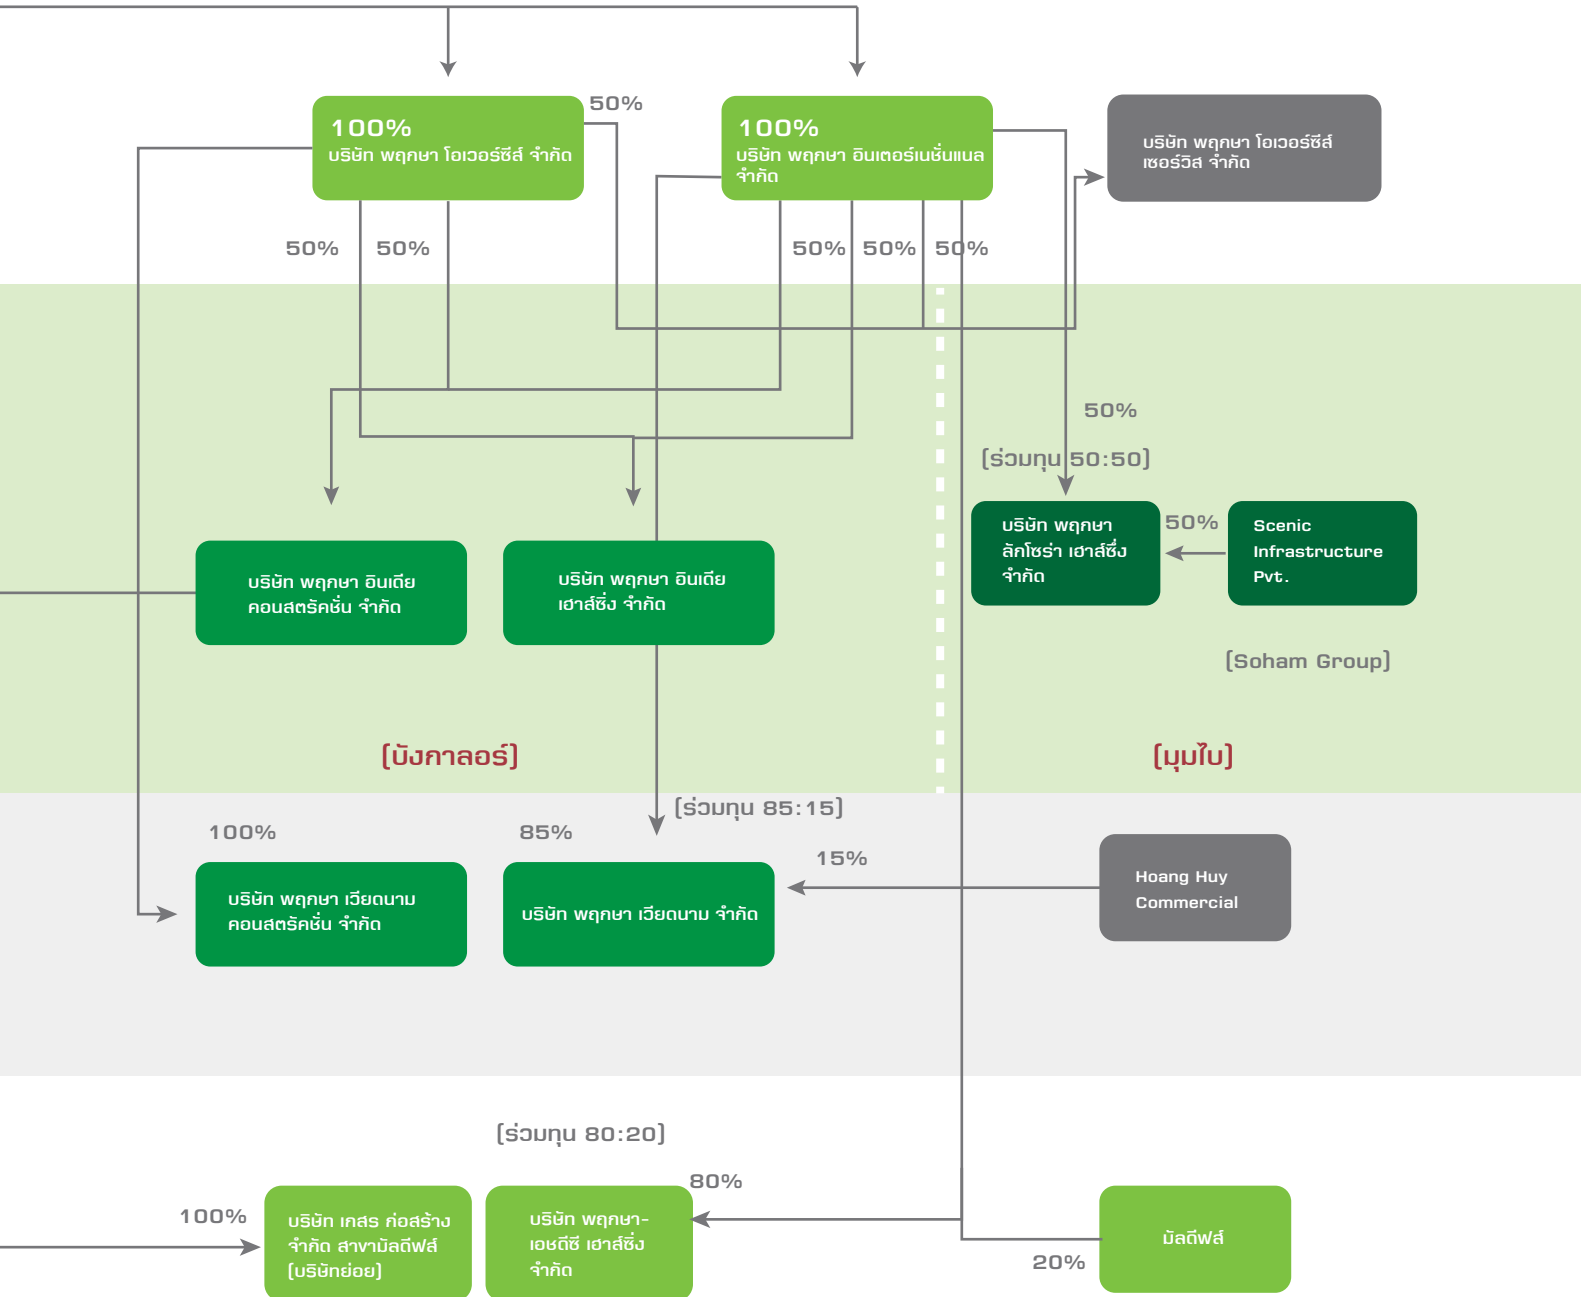 50%
100%
บริษัท พฤกษา โอเวอร์ซีส์ จำกัด
100%
บริษัท พฤกษา อินเตอร์เนชั่นแนล
จำกัด
บริษัท พฤกษา โอเวอร์ซีส์
เซอร์วิส จำกัด
50%
50%
50%
50%
50%
50%
(ร่วมทุน 50:50)
บริษัท พฤกษา
ลักโซร่า เฮาส์ซึ่ง
จำกัด
50%
Scenic
Infrastructure
Pvt.
บริษัท พฤกษา อินเดีย
คอนสตรัคชั่น จำกัด
บริษัท พฤกษา อินเดีย
เฮาส์ซิ่ง จำกัด
(Soham Group)
(บังกาลอร์)
(มุมไบ)
(ร่วมทุน 85:15)
100%
85%
15%
บริษัท พฤกษา เวียดนาม
คอนสตรัคชั่น จำกัด
บริษัท พฤกษา เวียดนาม จำกัด
Hoang Huy
Commercial
(ร่วมทุน 80:20)
80%
100%
บริษัท เกสร ก่อสร้าง
จำกัด สาขามัลดีฟส์
(บริษัทย่อย)
บริษัท พฤกษา-
เอชดีซี เฮาส์ซิ่ง
จำกัด
20%
มัลดีฟส์